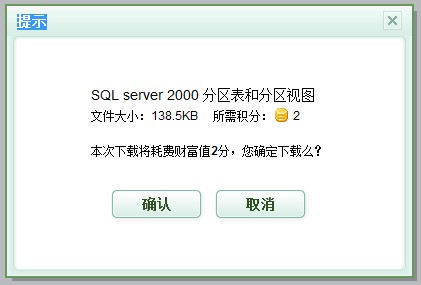 提示
SQL server 2000 分区表和分区视图
文件大小：138.5KB 所需积分： 2
本次下载将耗费财富值2分，您确定下载么？
确认 取消